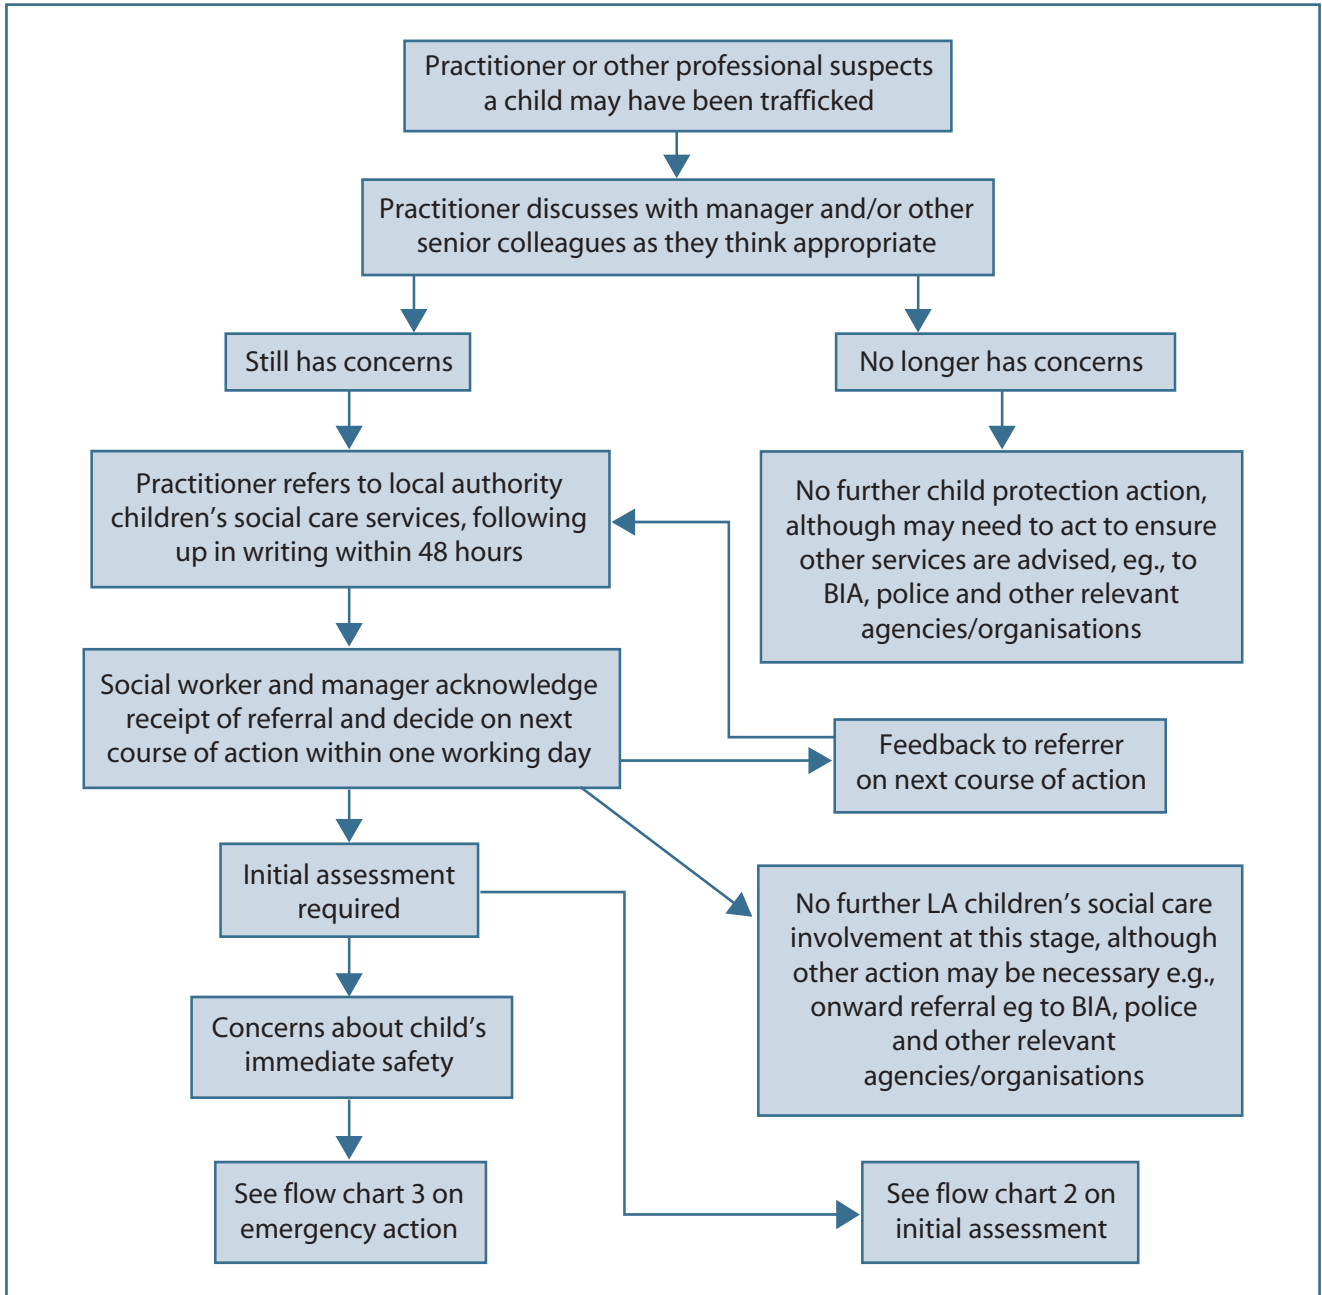 Practitioner or other professional suspects
a child may have been trafficked
Practitioner discusses with manager and/or other
senior colleagues as they think appropriate
Still has concerns
No longer has concerns
Practitioner refers to local authority
children’s social care services, following
up in writing within 48 hours
No further child protection action,
although may need to act to ensure
other services are advised, eg., to
BIA, police and other relevant
agencies/organisations
Social worker and manager acknowledge
receipt of referral and decide on next
course of action within one working day
Feedback to referrer
on next course of action
Initial assessment
required
No further LA children’s social care
involvement at this stage, although
other action may be necessary e.g.,
onward referral eg to BIA, police
and other relevant
agencies/organisations
Concerns about child’s
immediate safety
See flow chart 3 on
emergency action
See flow chart 2 on
initial assessment